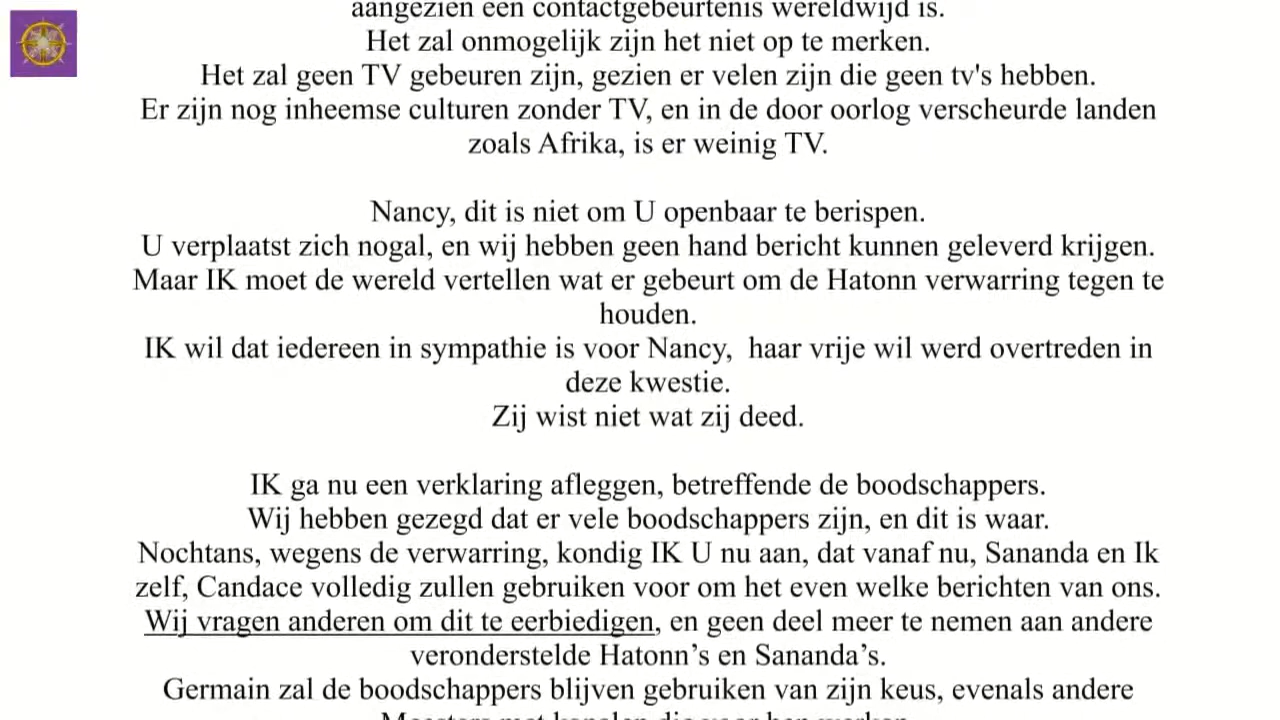 aangezien een contactgebeurtenis wereldwijd is.
Het zal onmogelijk zijn het niet op te merken.
Het zal geen TV gebeuren zijn, gezien er velen zijn die geen tv's hebben.
Er zijn nog inheemse culturen zonder TV, en in de door oorlog verscheurde landen
zoals Afrika, is er weinig TV.
Nancy, dit is niet om U openbaar te berispen.
U verplaatst zich nogal, en wij hebben geen hand bericht kunnen geleverd krijgen.
Maar IK moet de wereld vertellen wat er gebeurt om de Hatonn verwarring tegen te
houden.
IK wil dat iedereen in sympathie is voor Nancy,  haar vrije wil werd overtreden in
deze kwestie.
Zij wist niet wat zij deed.
IK ga nu een verklaring afleggen, betreffende de boodschappers.
Wij hebben gezegd dat er vele boodschappers zijn, en dit is waar.
Nochtans, wegens de verwarring, kondig IK U nu aan, dat vanaf nu, Sananda en Ik
zelf, Candace volledig zullen gebruiken voor om het even welke berichten van ons.
Wij vragen anderen om dit te eerbiedigen, en geen deel meer te nemen aan andere
veronderstelde Hatonn’s en Sananda’s.
Germain zal de boodschappers blijven gebruiken van zijn keus, evenals andere